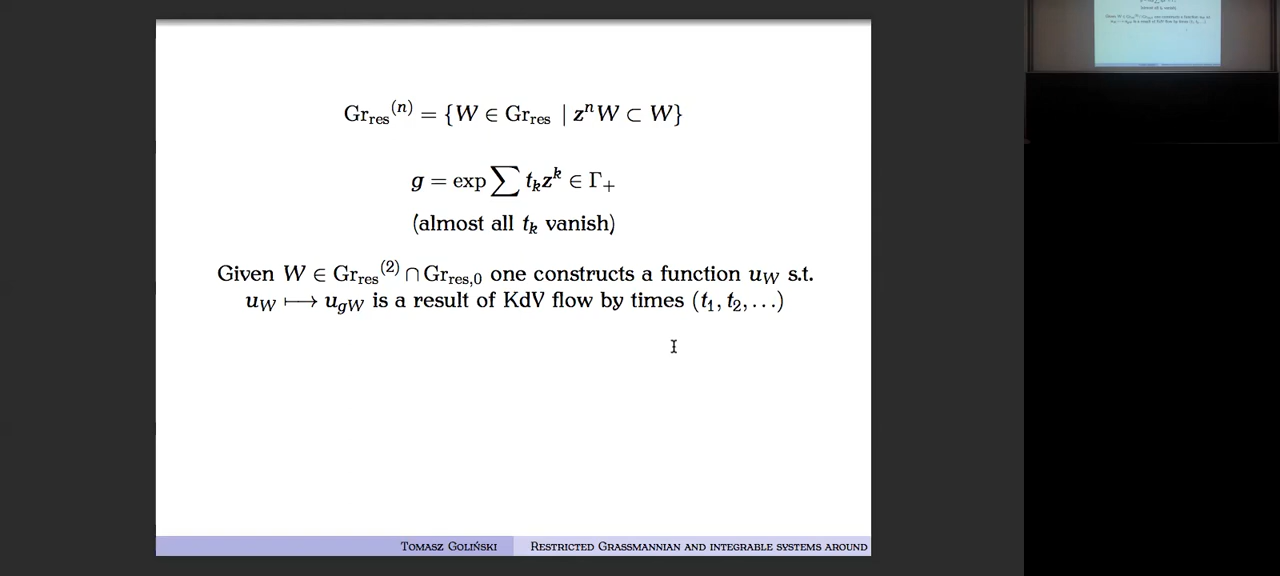 Gr_res^(n) = {W ∈ Gr_res | z^n W ⊂ W}
g = exp ∑ t_k z^k ∈ Γ_+
(almost all t_k vanish)
Given W ∈ Gr_res^(2) ∩ Gr_res,0 one constructs a function u_W s.t.
u_W ⟼ u_gW is a result of KdV flow by times (t_1, t_2, . . .)
Tomasz Goliński Restricted Grassmannian and integrable systems around